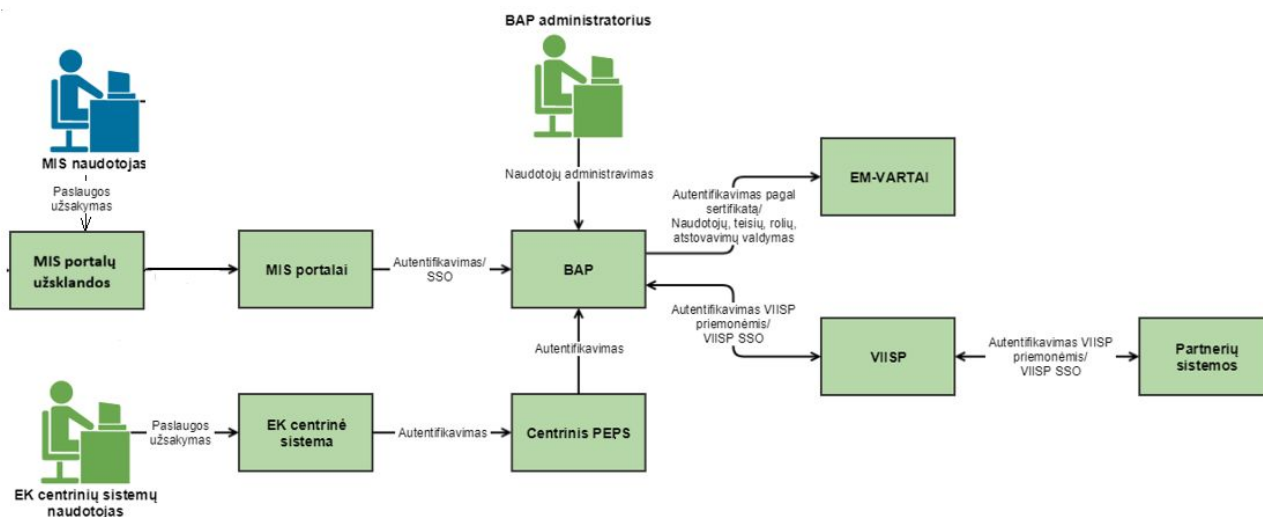 BAP administratorius
MIS naudotojas
Paslaugos
užsakymas
Naudotojų administravimas
EM-VARTAI
Autentifikavimas pagal
sertifikatą/
Naudotojų, teisių, rolių,
atstovavimų valdymas
MIS portalų
užsklandos
MIS portalai
Autentifikavimas/
SSO
BAP
Autentifikavimas VIISP
priemonėmis/
VIISP SSO
VIISP
Autentifikavimas VIISP
priemonėmis/
VIISP SSO
Partnerių
sistemos
Autentifikavimas
Paslaugos
užsakymas
EK centrinė
sistema
Autentifikavimas
Centrinis PEPS
EK centrinių sistemų
naudotojas